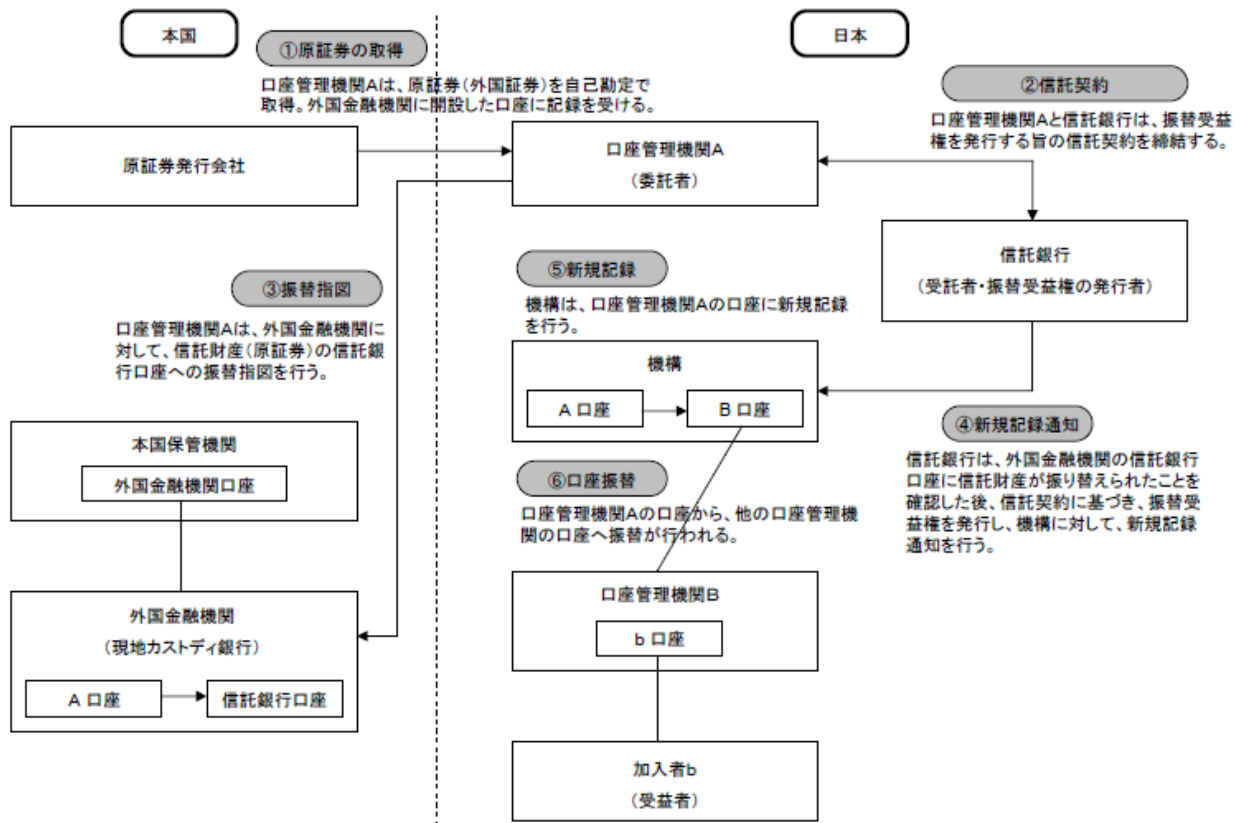 本国
日本
①原証券の取得
口座管理機関Aは、原証券(外国証券)を自己勘定で
取得。外国金融機関に開設した口座に記録を受ける。
②信託契約
口座管理機関Aと信託銀行は、振替受益
権を発行する旨の信託契約を締結する。
原証券発行会社
口座管理機関A
(委託者)
信託銀行
(受託者・振替受益権の発行者)
③振替指図
口座管理機関Aは、外国金融機関に
対して、信託財産(原証券)の信託銀
行口座への振替指図を行う。
⑤新規記録
機構は、口座管理機関Aの口座に新規記録
を行う。
機構
A 口座
B 口座
④新規記録通知
信託銀行は、外国金融機関の信託銀行
口座に信託財産が振り替えられたことを
確認した後、信託契約に基づき、振替受
益権を発行し、機構に対して、新規記録
通知を行う。
本国保管機関
外国金融機関口座
⑥口座振替
口座管理機関Aの口座から、他の口座管理機
関の口座へ振替が行われる。
外国金融機関
(現地カストディ銀行)
A 口座
信託銀行口座
口座管理機関B
b 口座
加入者b
(受益者)